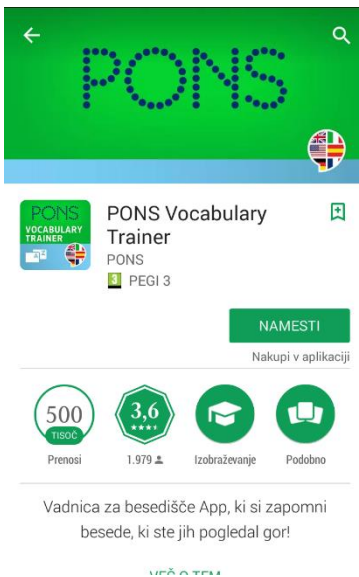 PONS
PONS
VOCABULARY
TRAINER
PONS Vocabulary
Trainer
PONS
3 PEGI 3
NAMESTI
Nakupi v aplikaciji
500
TISOČ
Prenosi
3,6
1.979
Izobraževanje
Podobno
Vadnica za besedišče App, ki si zapomni
besede, ki ste jih pogledal gor!
VEČ O TEM